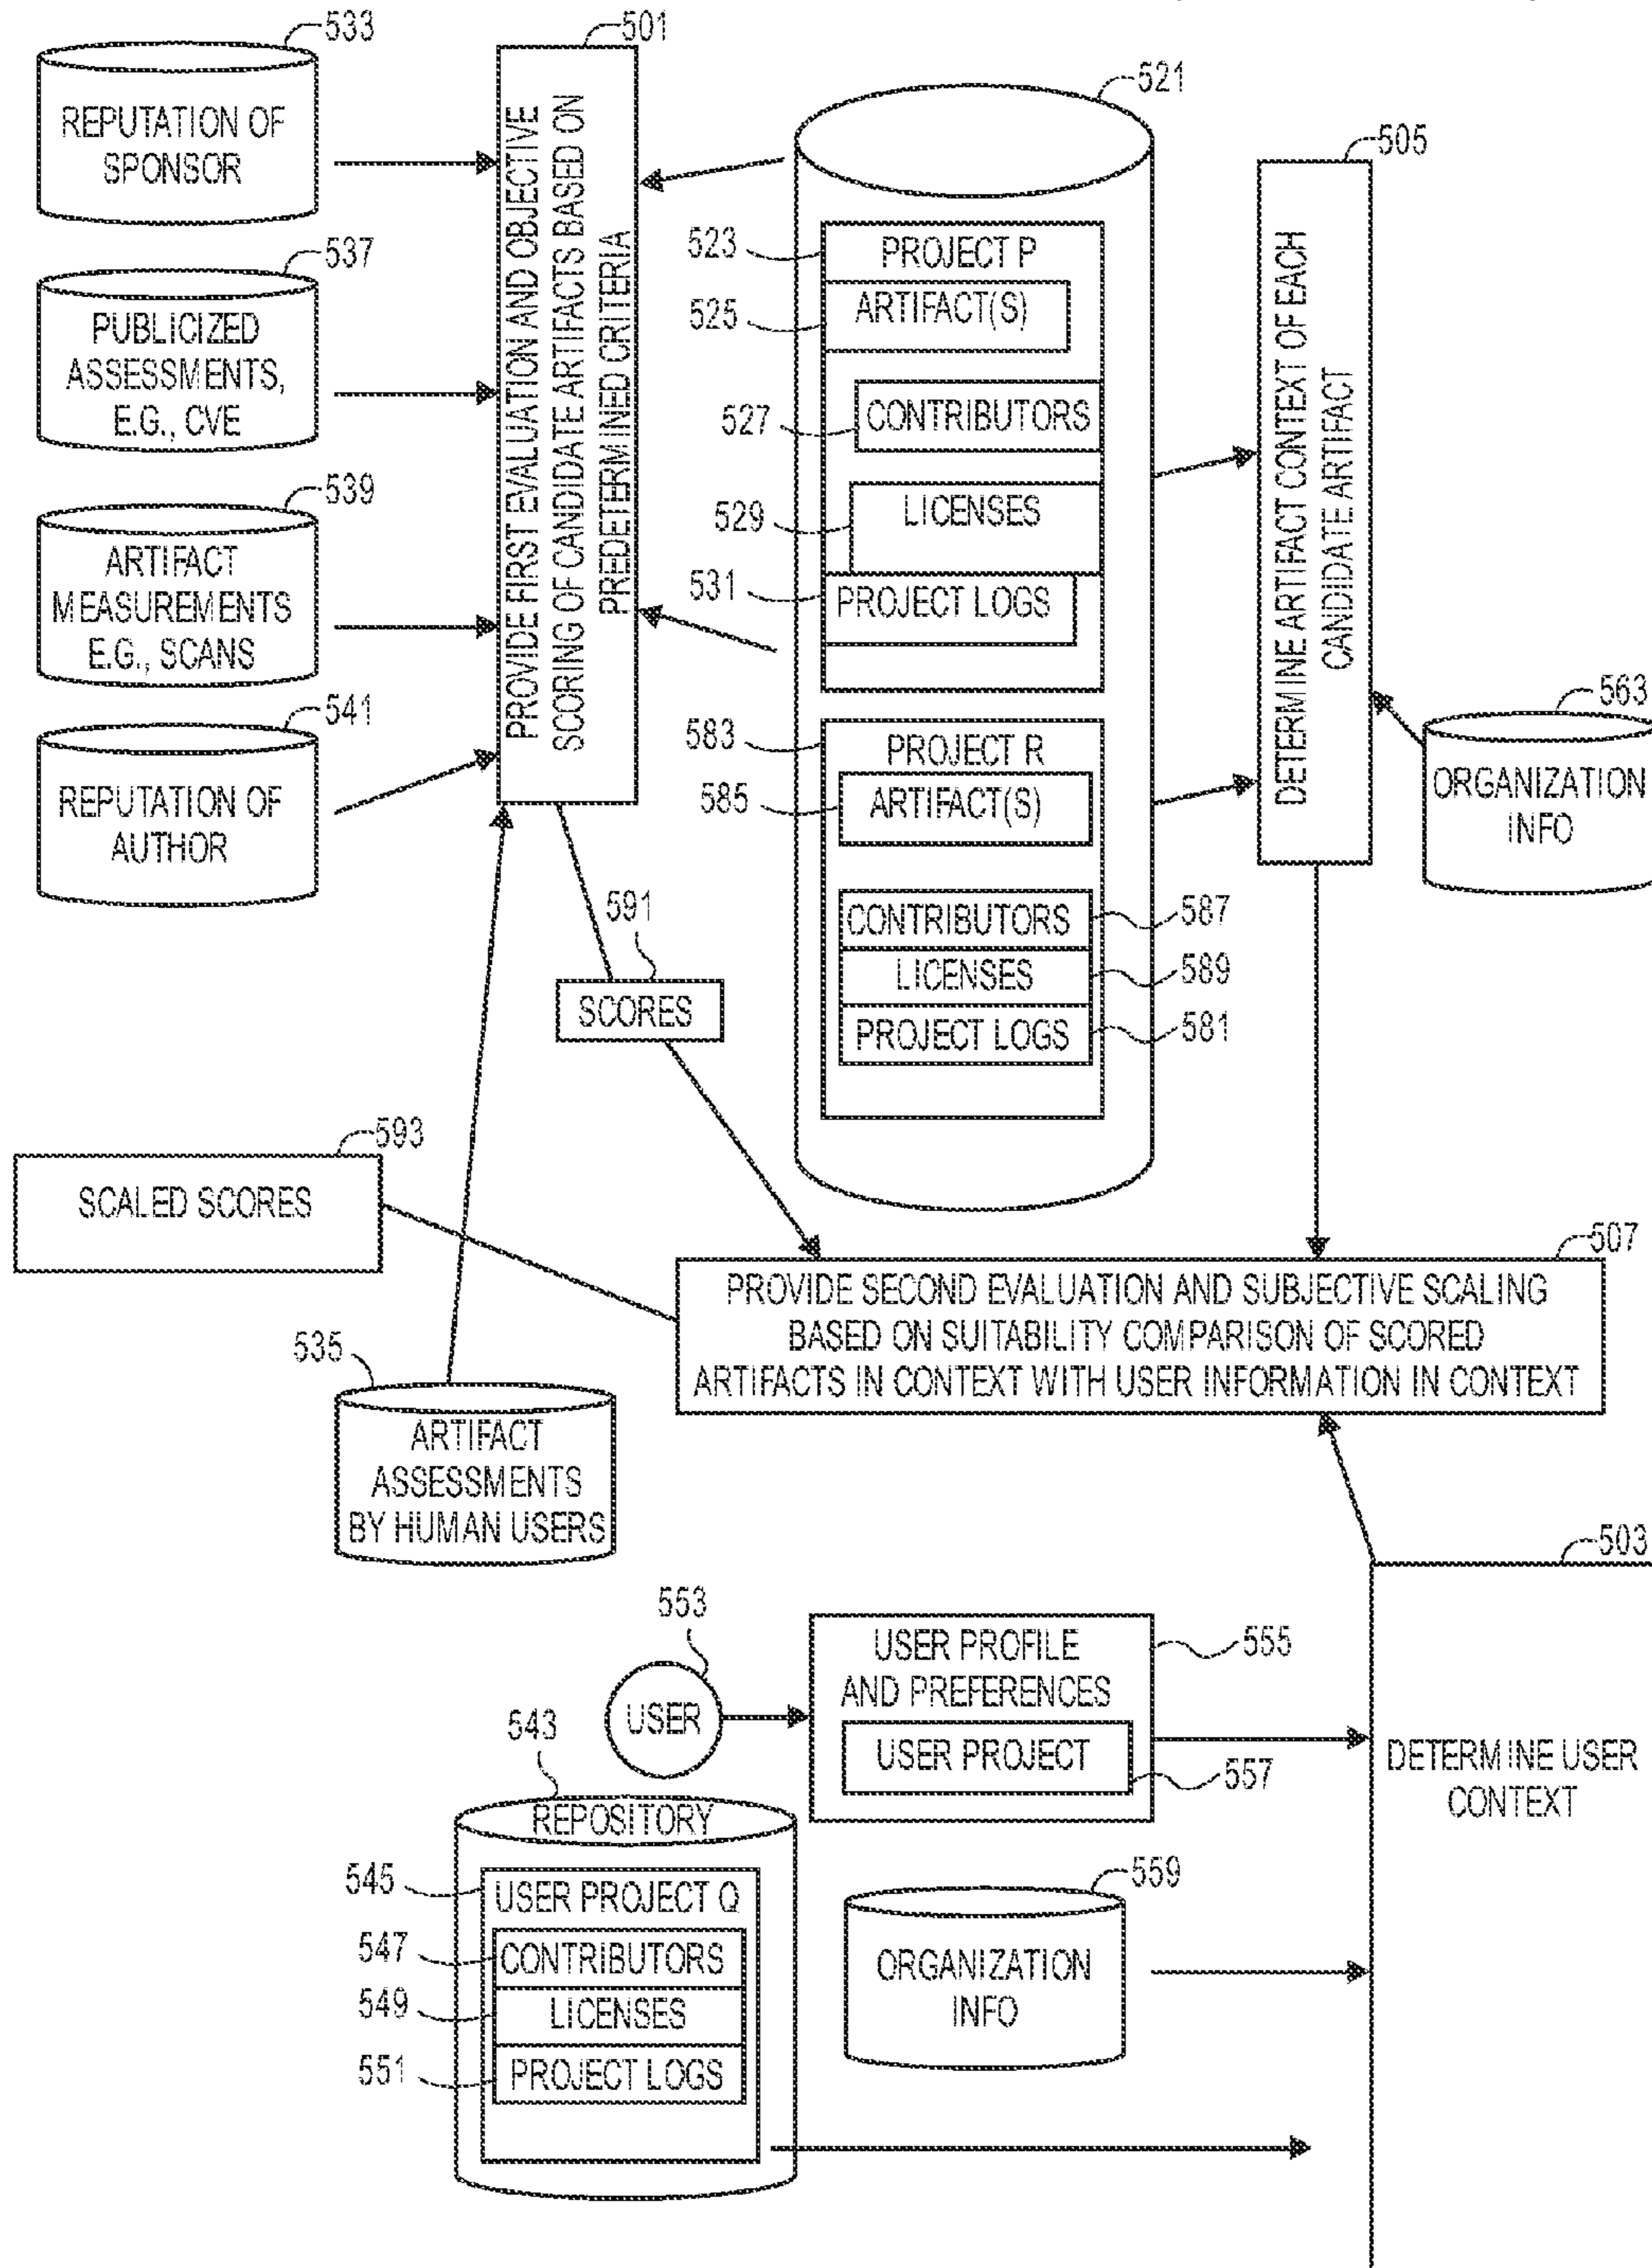 533
REPUTATION OF
SPONSOR
537
PUBLICIZED
ASSESSMENTS,
E.G., CVE
539
ARTIFACT
MEASUREMENTS
E.G., SCANS
541
REPUTATION OF
AUTHOR
501
PROVIDE FIRST EVALUATION AND OBJECTIVE
SCORING OF CANDIDATE ARTIFACTS BASED ON
PREDETERMINED CRITERIA
521
523
PROJECT P
525
ARTIFACT(S)
527
CONTRIBUTORS
529
LICENSES
531
PROJECT LOGS
583
PROJECT R
585
ARTIFACT(S)
CONTRIBUTORS
587
LICENSES
589
PROJECT LOGS
581
505
DETERMINE ARTIFACT CONTEXT OF EACH
CANDIDATE ARTIFACT
563
ORGANIZATION
INFO
591
SCORES
593
SCALED SCORES
507
PROVIDE SECOND EVALUATION AND SUBJECTIVE SCALING
BASED ON SUITABILITY COMPARISON OF SCORED
ARTIFACTS IN CONTEXT WITH USER INFORMATION IN CONTEXT
535
ARTIFACT
ASSESSMENTS
BY HUMAN USERS
503
DETERMINE USER
CONTEXT
553
USER
555
USER PROFILE
AND PREFERENCES
USER PROJECT
557
543
REPOSITORY
545
USER PROJECT Q
547
CONTRIBUTORS
549
LICENSES
551
PROJECT LOGS
559
ORGANIZATION
INFO